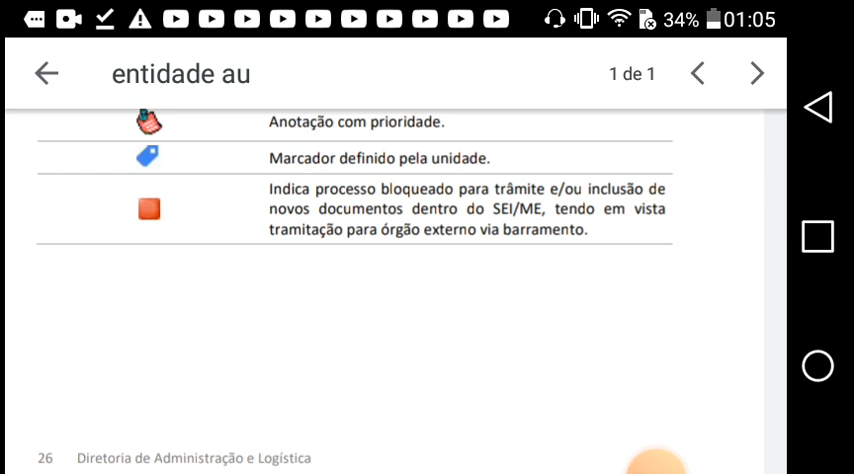 34% 01:05
entidade au
1 de 1
Anotação com prioridade.
Marcador definido pela unidade.
Indica processo bloqueado para trâmite e/ou inclusão de
novos documentos dentro do SEI/ME, tendo em vista
tramitação para órgão externo via barramento.
26 Diretoria de Administração e Logística